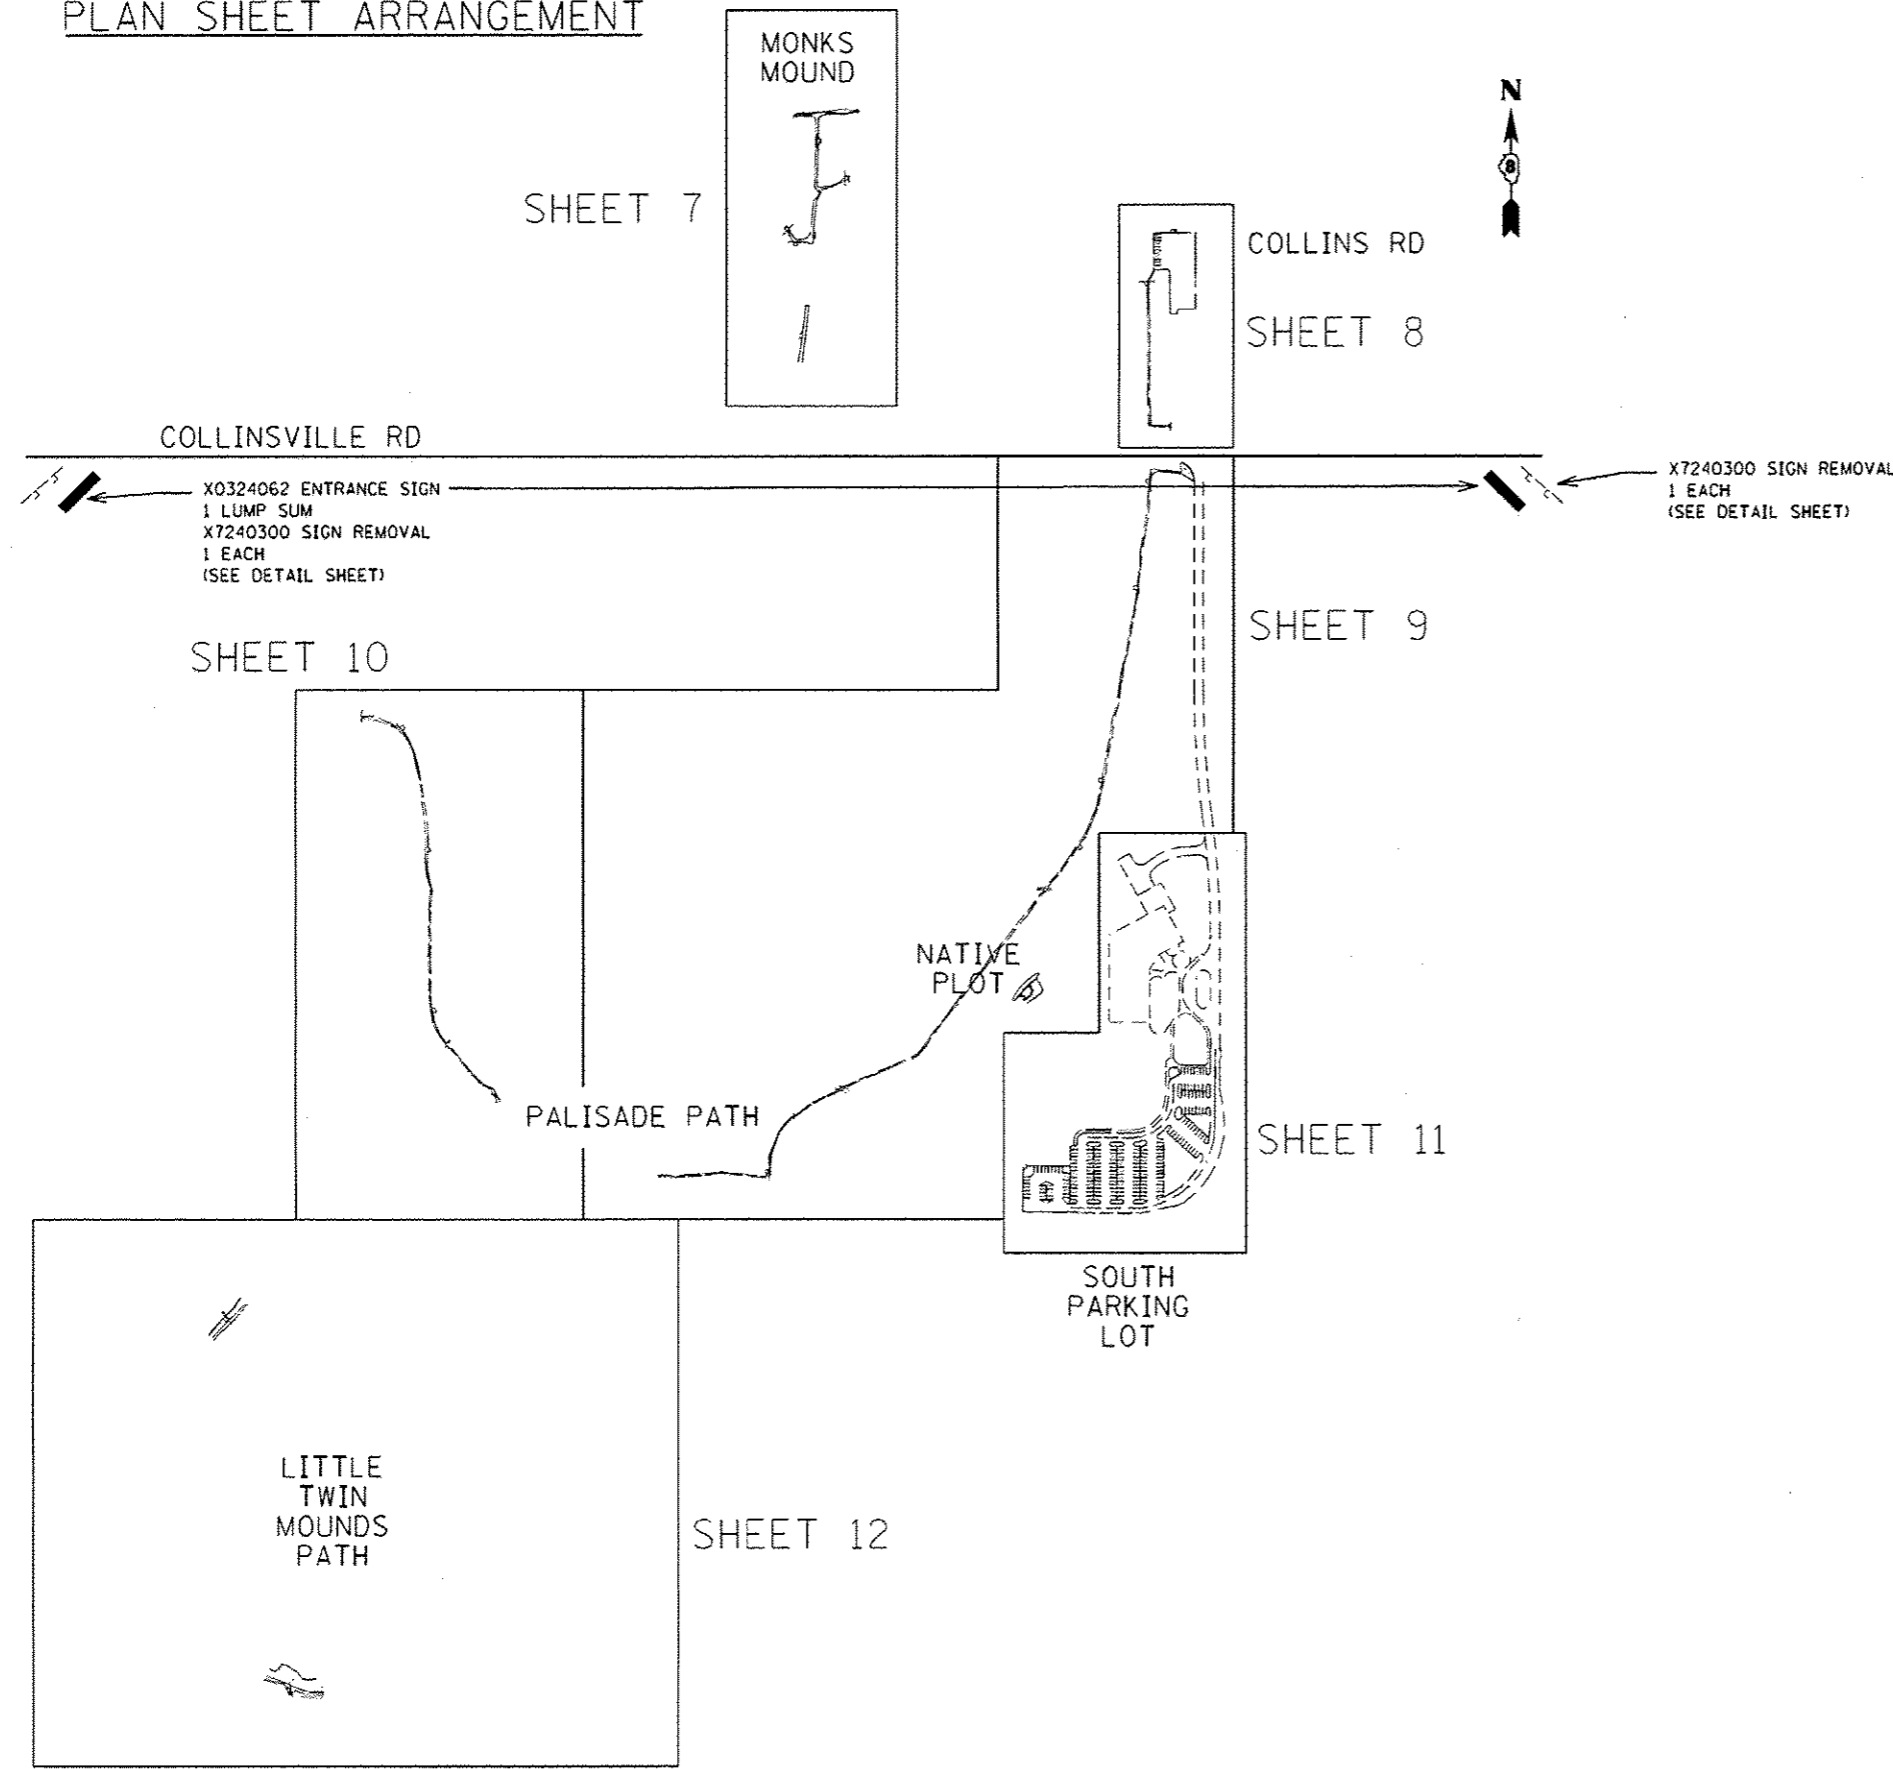 PLAN SHEET ARRANGEMENT
MONKS
MOUND
N
8
SHEET 7
COLLINS RD
SHEET 8
COLLINSVILLE RD
X0324062 ENTRANCE SIGN
1 LUMP SUM
X7240300 SIGN REMOVAL
1 EACH
(SEE DETAIL SHEET)
X7240300 SIGN REMOVAL
1 EACH
(SEE DETAIL SHEET)
SHEET 9
SHEET 10
NATIVE
PLOT
PALISADE PATH
SHEET 11
SOUTH
PARKING
LOT
LITTLE
TWIN
MOUNDS
PATH
SHEET 12